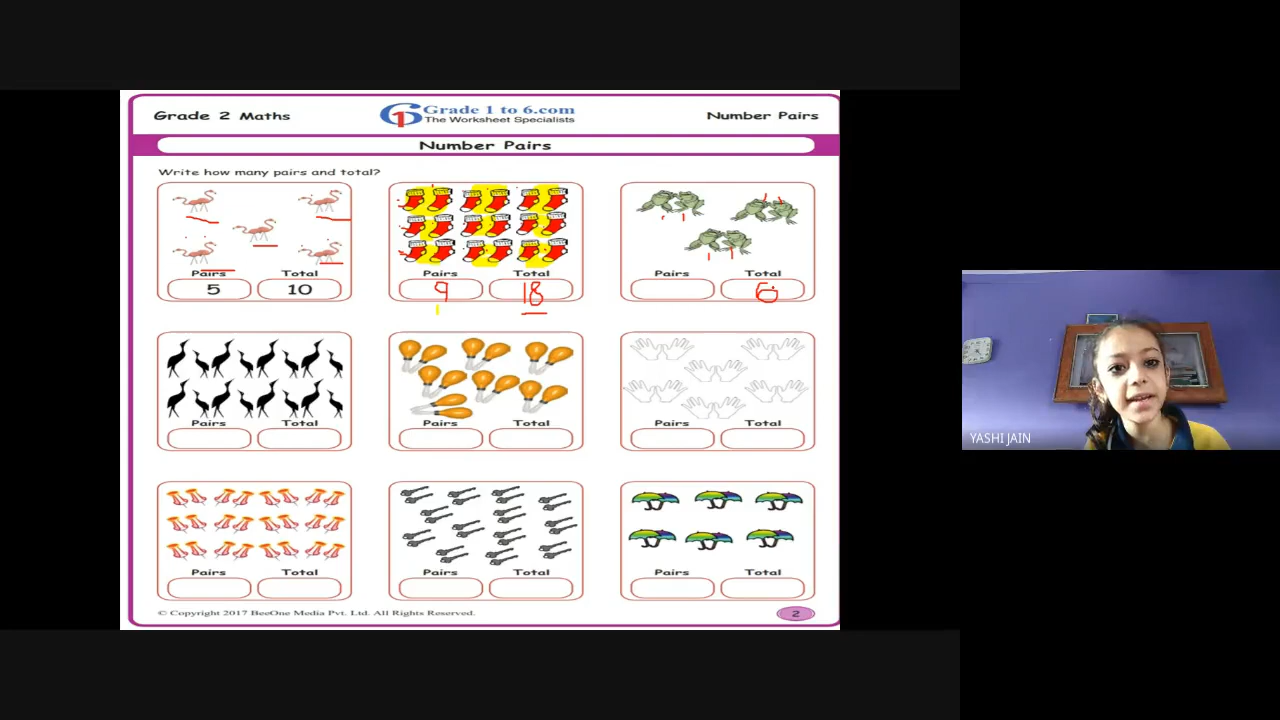 Grade 2 Maths
Grade 1 to 6.com
The Worksheet Specialists
Number Pairs
Number Pairs
Write how many pairs and total?
Pairs Total
5 10
Pairs Total
9 18
Pairs Total
6
Pairs Total
Pairs Total
Pairs Total
Pairs Total
Pairs Total
Pairs Total
© Copyright 2017 BeeOne Media Pvt. Ltd. All Rights Reserved.
2
YASHI JAIN